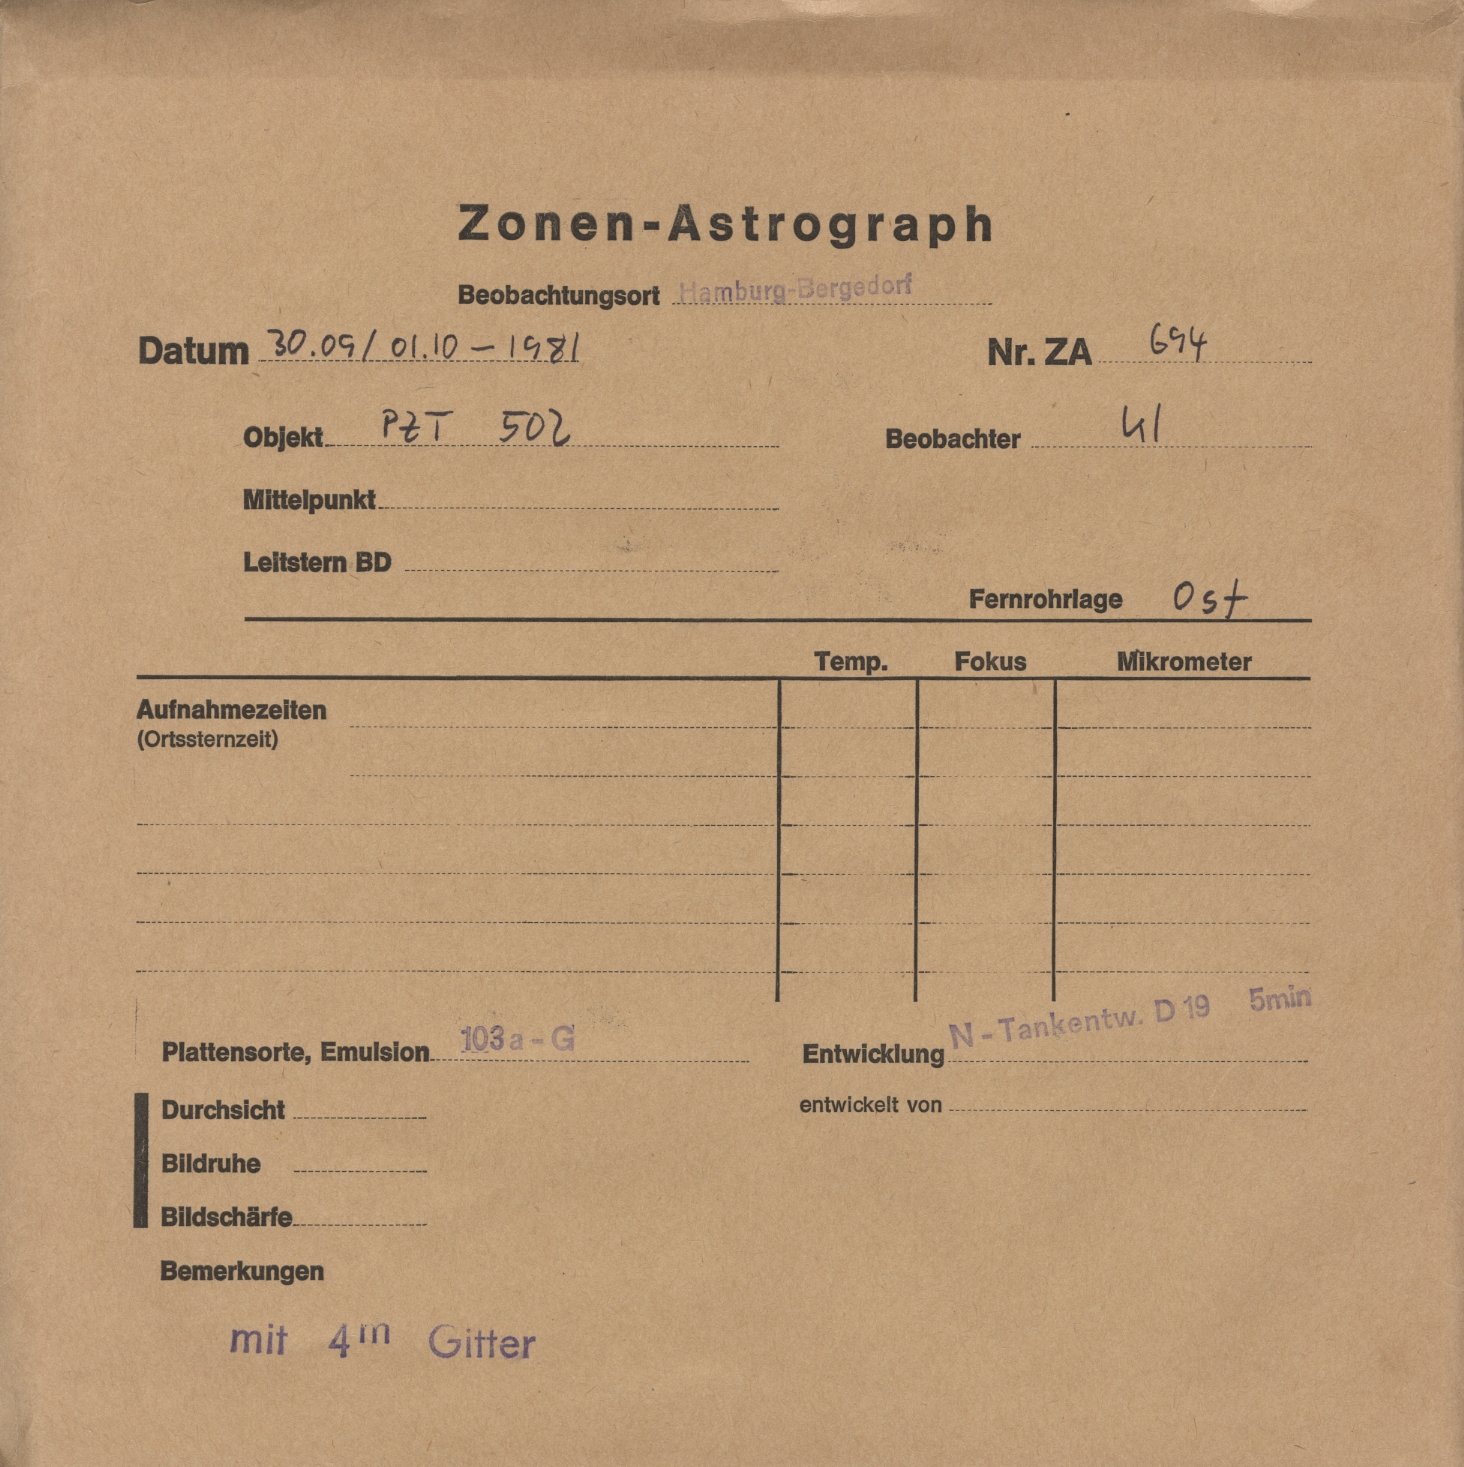 Zonen-Astrograph
Beobachtungsort Hamburg-Bergedorf
Datum 30.09/01.10-1981 Nr. ZA 694
Objekt PZT 502 Beobachter
Mittelpunkt
Leitstern BD
Fernrohrlage Ost
Temp. Fokus Mikrometer
Aufnahmezeiten
(Ortssternzeit)
Plattensorte, Emulsion 103a-G Entwicklung N-Tankentw. D 19 5min
Durchsicht entwickelt von
Bildruhe
Bildschärfe
Bemerkungen
mit 4m Gitter